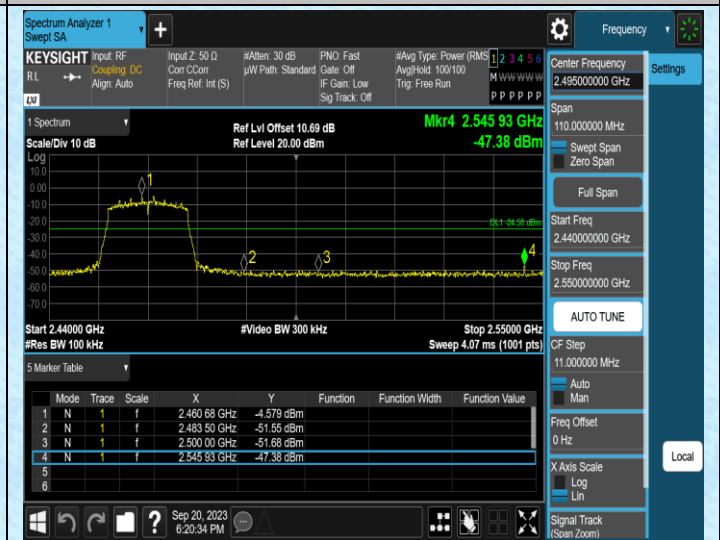 Spectrum Analyzer 1
Swept SA
Frequency
KEYSIGHT
RL
LXI
Input: RF
Coupling: DC
Align: Auto
Input Z: 50 Ω
Corr CCorr
Freq Ref: Int (S)
#Atten: 30 dB
µW Path: Standard
PNO: Fast
Gate: Off
IF Gain: Low
Sig Track: Off
#Avg Type: Power (RMS
Avg|Hold: 100/100
Trig: Free Run
1 2 3 4 5 6
M W W W W W
P P P P P P
1 Spectrum
Scale/Div 10 dB
Ref Lvl Offset 10.69 dB
Ref Level 20.00 dBm
Mkr4 2.545 93 GHz
-47.38 dBm
Log
10.0
0.00
-10.0
-20.0
-30.0
-40.0
-50.0
-60.0
-70.0
1
2
3
4
DL1 -24.58 dBm
Start 2.44000 GHz
#Res BW 100 kHz
#Video BW 300 kHz
Stop 2.55000 GHz
Sweep 4.07 ms (1001 pts)
5 Marker Table
Mode Trace Scale X Y Function Function Width Function Value
1 N 1 f 2.460 68 GHz -4.579 dBm
2 N 1 f 2.483 50 GHz -51.55 dBm
3 N 1 f 2.500 00 GHz -51.68 dBm
4 N 1 f 2.545 93 GHz -47.38 dBm
5
6
Sep 20, 2023
6:20:34 PM
?
Center Frequency
2.495000000 GHz
Span
110.000000 MHz
Swept Span
Zero Span
Full Span
Start Freq
2.440000000 GHz
Stop Freq
2.550000000 GHz
AUTO TUNE
CF Step
11.000000 MHz
Auto
Man
Freq Offset
0 Hz
X Axis Scale
Log
Lin
Signal Track
(Span Zoom)
Settings
Local